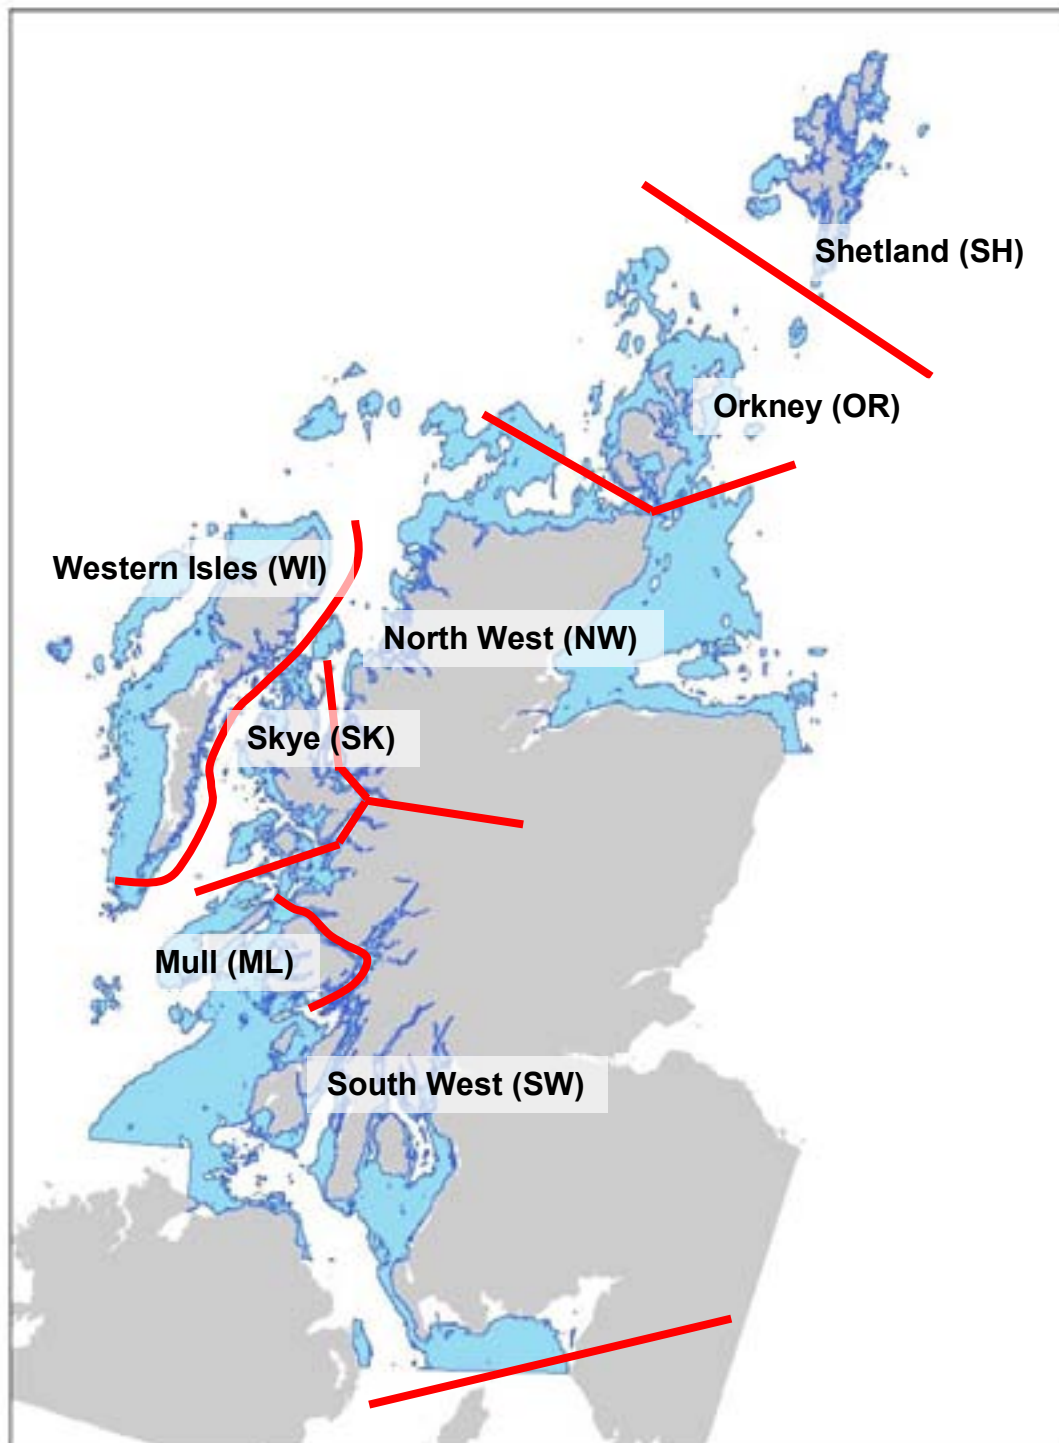 Shetland (SH)
Orkney (OR)
Western Isles (WI)
North West (NW)
Skye (SK)
Mull (ML)
South West (SW)